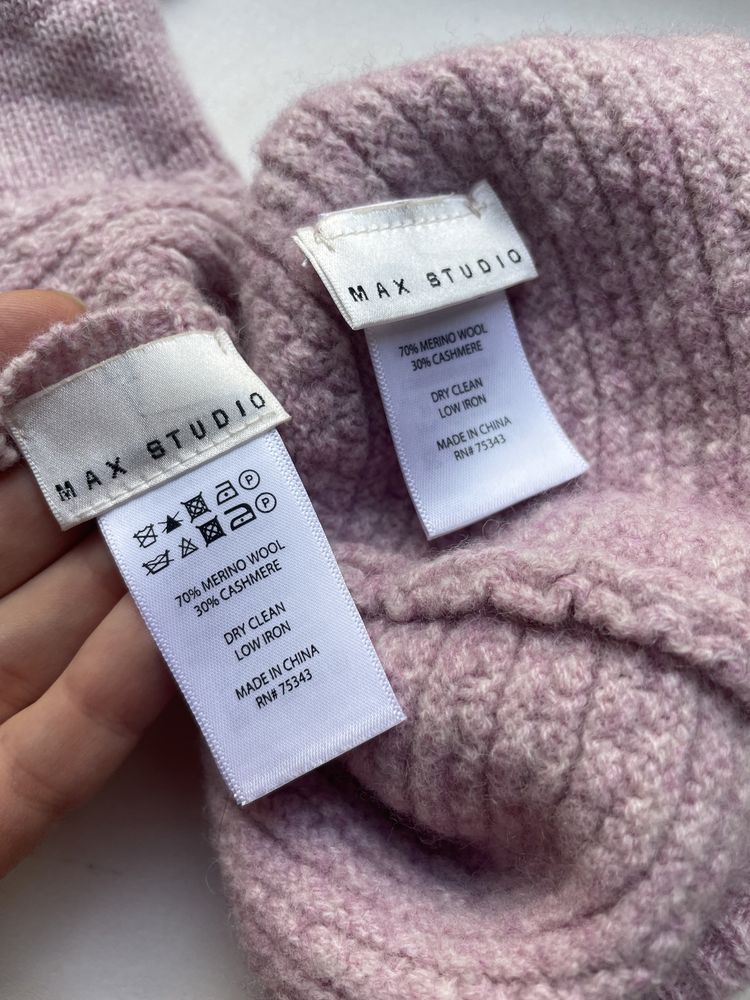 MAX STUDIO
70% MERINO WOOL
30% CASHMERE
DRY CLEAN
LOW IRON
MADE IN CHINA
RN# 75343
MAX STUDIO
P
P
70% MERINO WOOL
30% CASHMERE
DRY CLEAN
LOW IRON
MADE IN CHINA
RN# 75343